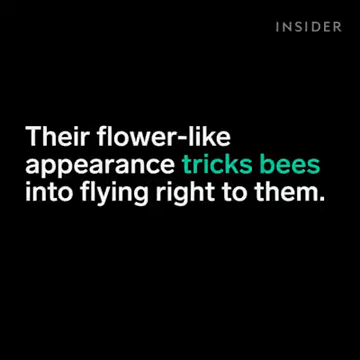 INSIDER
Their flower-like
appearance tricks bees
into flying right to them.